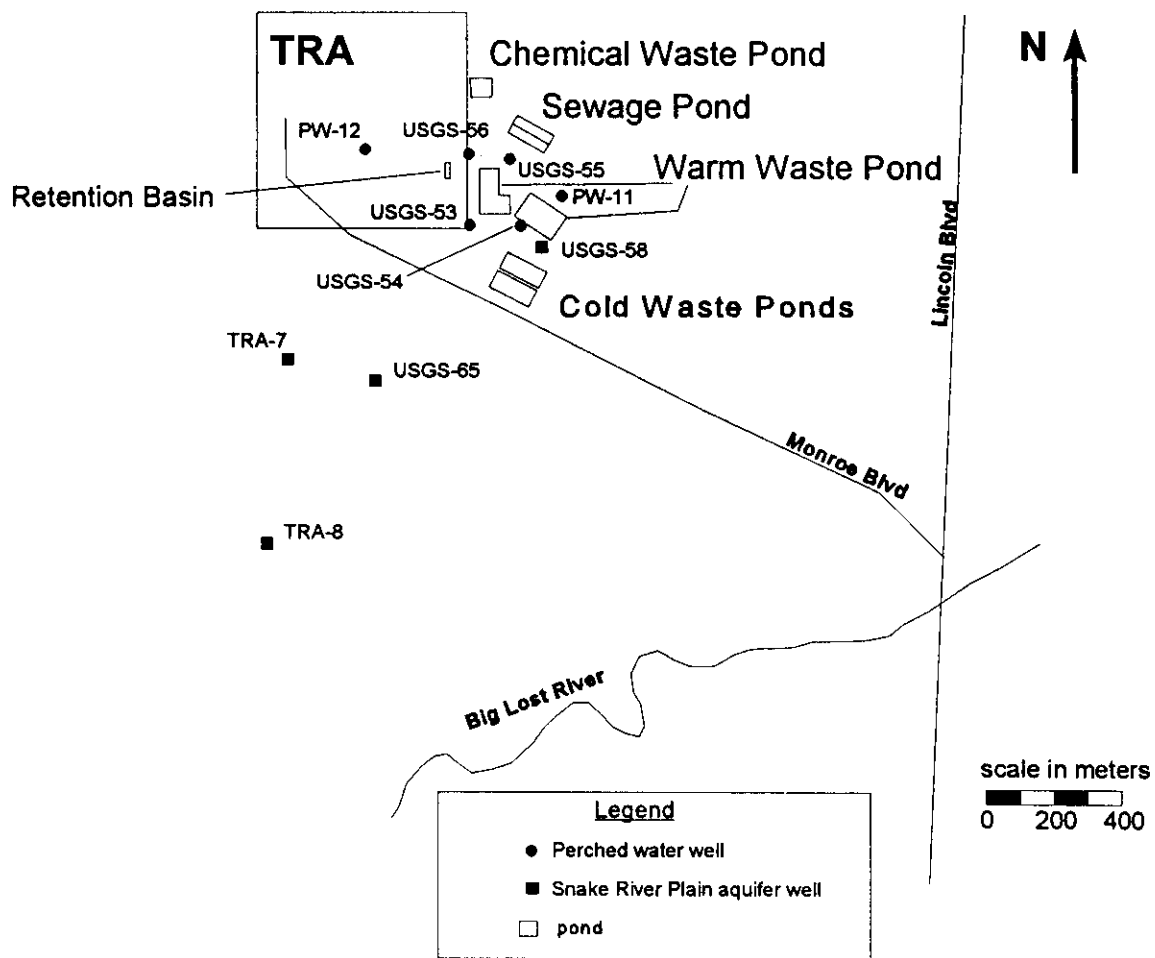 TRA
Chemical Waste Pond
N
Sewage Pond
PW-12
USGS-56
USGS-55
Warm Waste Pond
Retention Basin
PW-11
USGS-53
USGS-58
USGS-54
Cold Waste Ponds
Lincoln Blvd
TRA-7
USGS-65
Monroe Blvd
TRA-8
Big Lost River
scale in meters
0 200 400
Legend
Perched water well
Snake River Plain aquifer well
pond